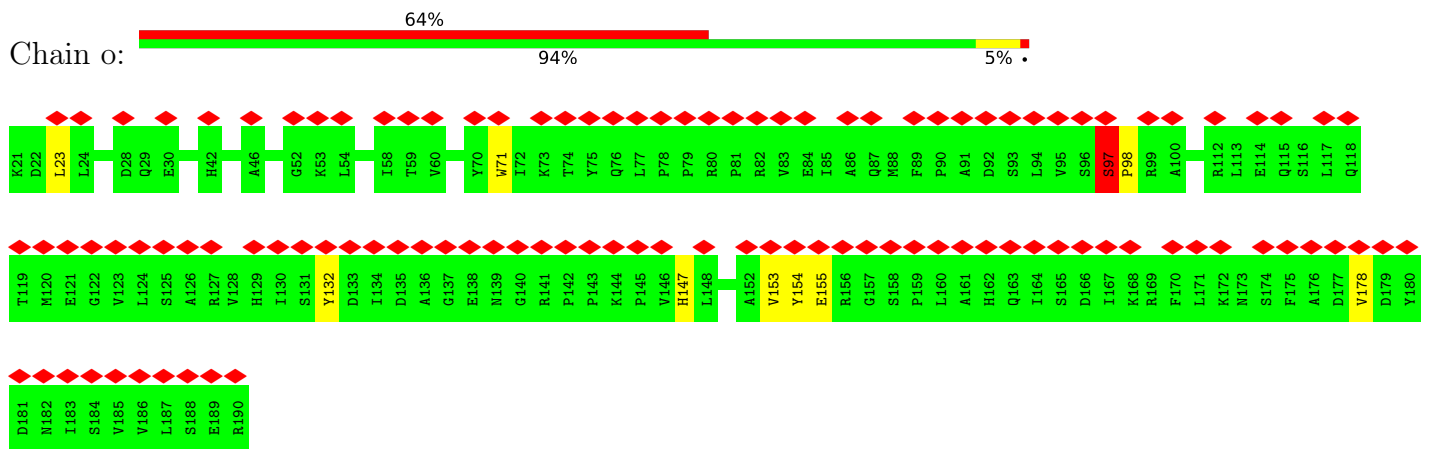 64%
Chain o:
94% 5% •
K21 D22 L23 L24 D28 Q29 E30 H42 A46 G52 K53 L54 I58 T59 V60 Y70 W71 I72 K73 T74 Y75 Q76 L77 P78 P79 R80 P81 R82 V83 E84 I85 A86 Q87 M88 F89 P90 A91 D92 S93 L94 V95 S96 S97 P98 R99 A100 R112 L113 E114 Q115 S116 L117 Q118
T119 M120 E121 G122 V123 L124 S125 A126 R127 V128 H129 I130 S131 Y132 D133 I134 D135 A136 G137 E138 N139 G140 R141 P142 P143 K144 P145 V146 H147 L148 A152 V153 Y154 E155 R156 G157 S158 P159 L160 A161 H162 Q163 I164 S165 D166 I167 K168 R169 F170 L171 K172 N173 S174 F175 A176 D177 V178 D179 Y180
D181 N182 I183 S184 V185 V186 L187 S188 E189 R190